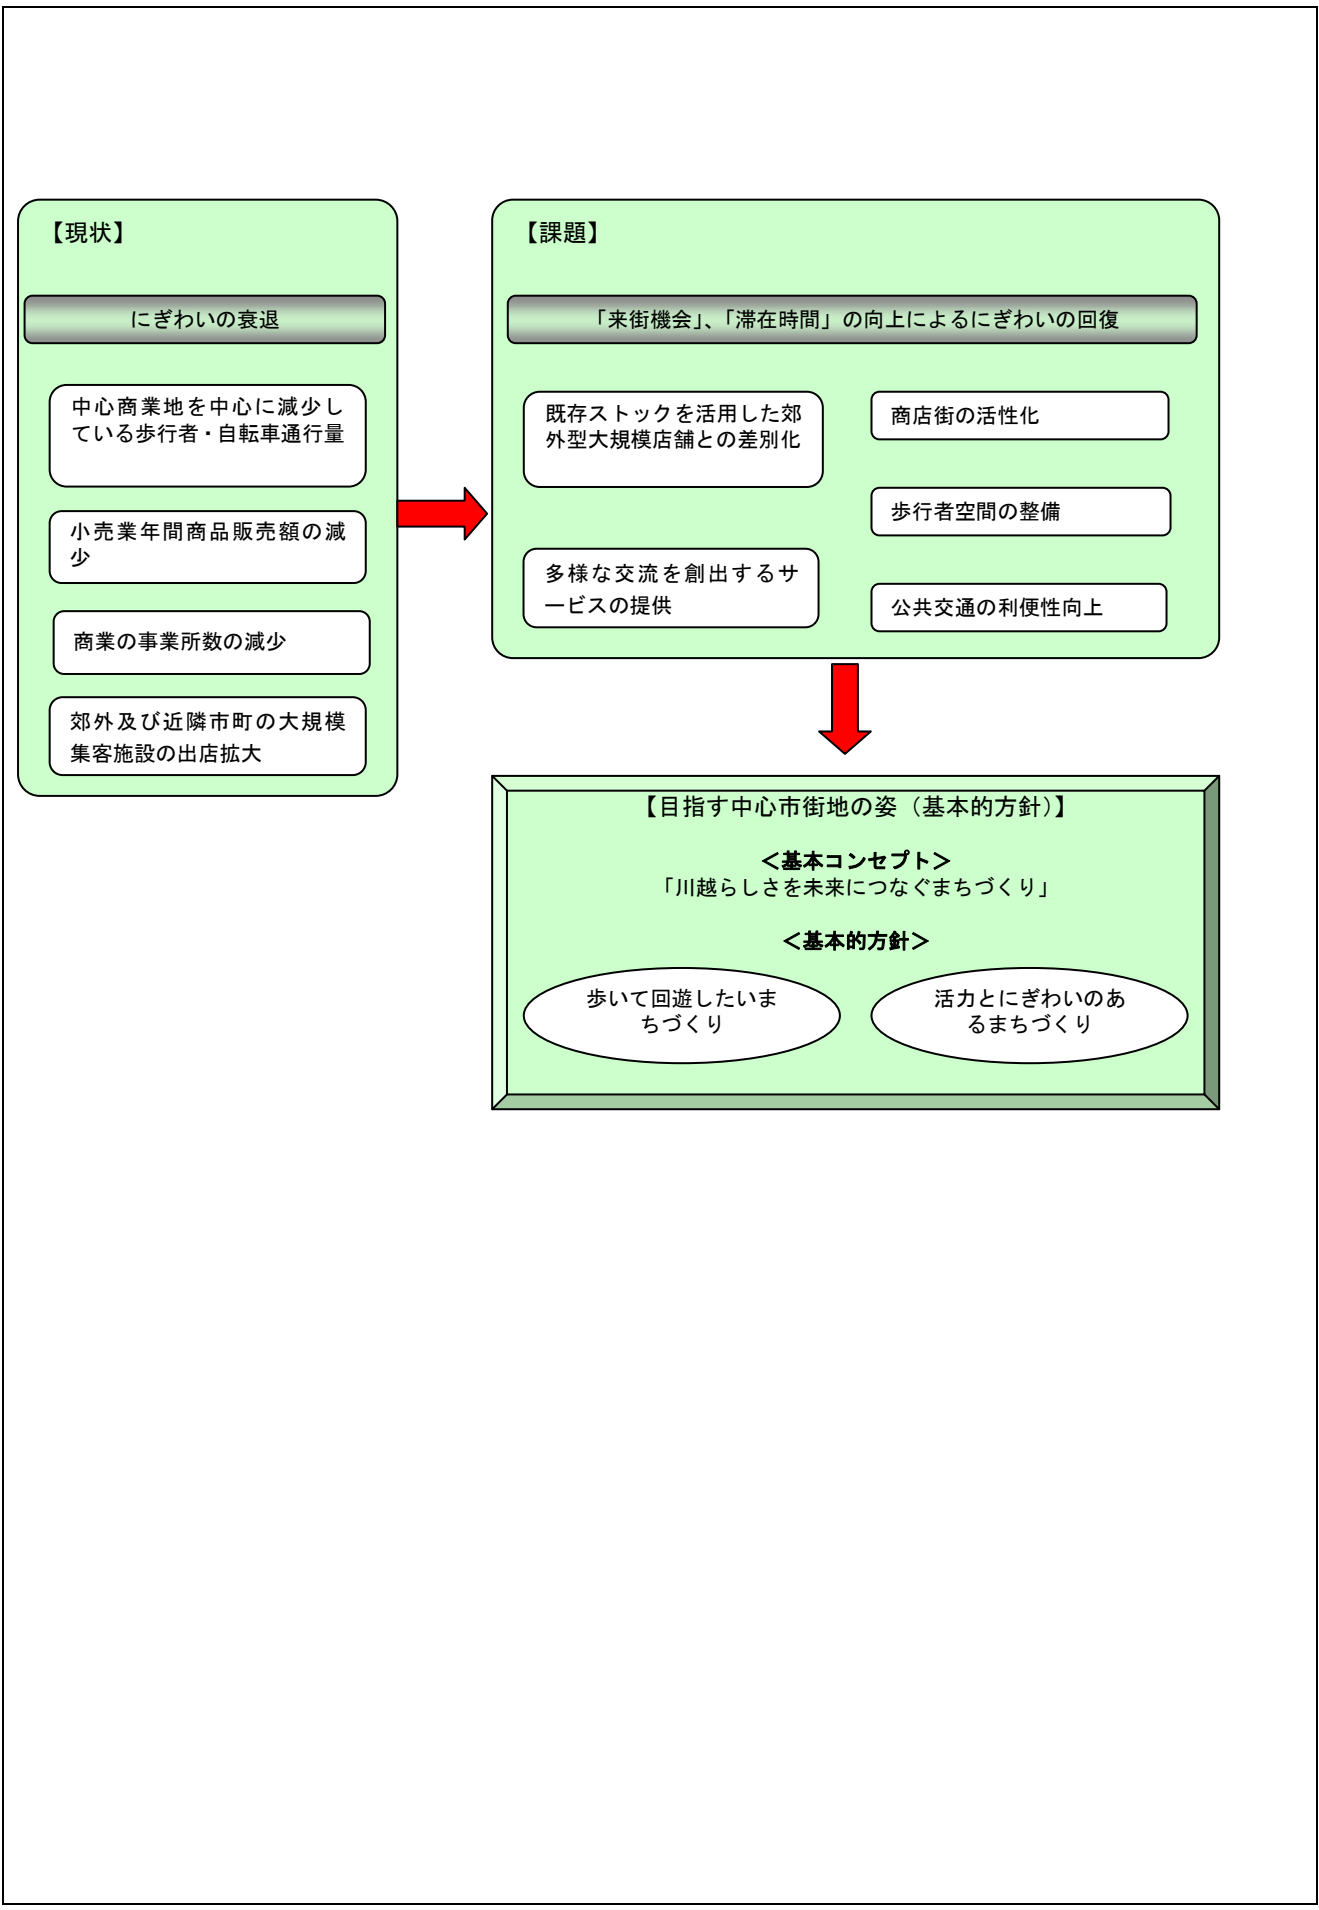 【現状】
にぎわいの衰退
中心商業地を中心に減少し
ている歩行者・自転車通行量
小売業年間商品販売額の減
少
商業の事業所数の減少
郊外及び近隣市町の大規模
集客施設の出店拡大
【課題】
「来街機会」、「滞在時間」の向上によるにぎわいの回復
既存ストックを活用した郊
外型大規模店舗との差別化
多様な交流を創出するサ
ービスの提供
商店街の活性化
歩行者空間の整備
公共交通の利便性向上
【目指す中心市街地の姿（基本的方針）】
＜基本コンセプト＞
「川越らしさを未来につなぐまちづくり」
＜基本的方針＞
歩いて回遊したいま
ちづくり
活力とにぎわいのあ
るまちづくり